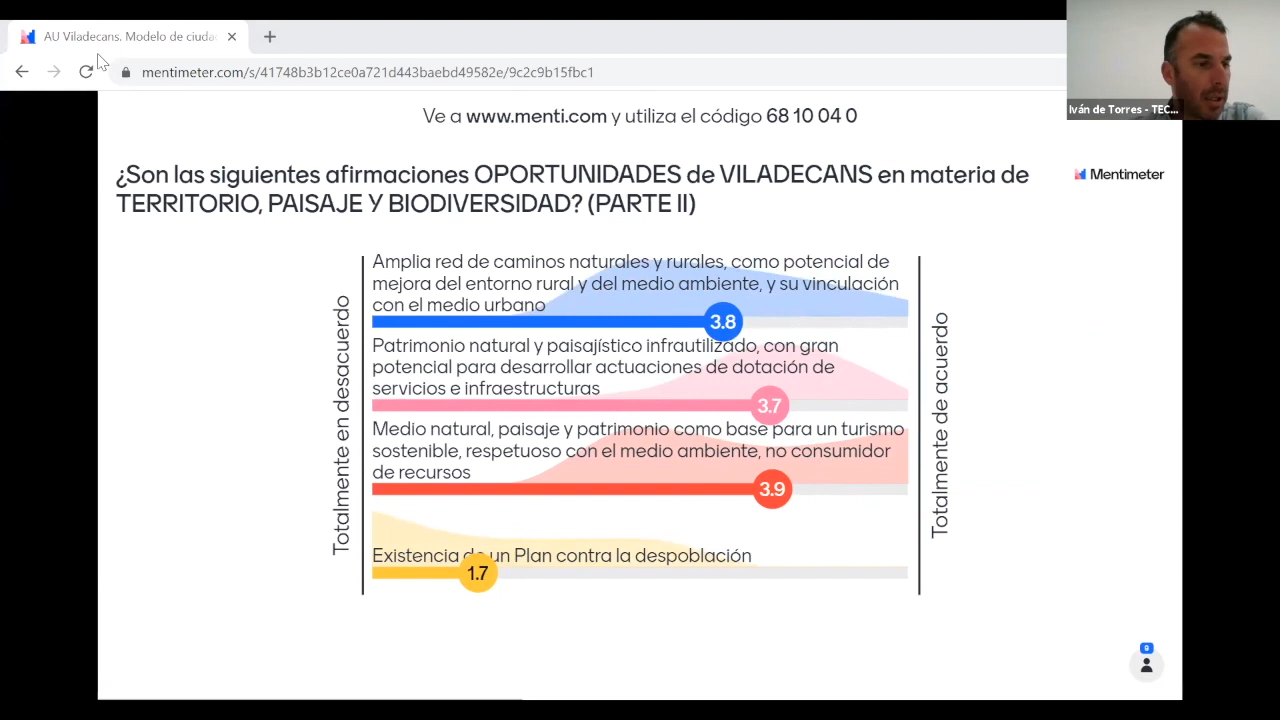 AU Viladecans. Modelo de ciuda
mentimeter.com/s/41748b3b12ce0a721d443baebd49582e/9c2c9b15fbc1
Iván de Torres - TEC...
Ve a www.menti.com y utiliza el código 68 10 04 0
¿Son las siguientes afirmaciones OPORTUNIDADES de VILADECANS en materia de
TERRITORIO, PAISAJE Y BIODIVERSIDAD? (PARTE II)
Mentimeter
Totalmente en desacuerdo
Amplia red de caminos naturales y rurales, como potencial de
mejora del entorno rural y del medio ambiente, y su vinculación
con el medio urbano
3.8
Patrimonio natural y paisajístico infrautilizado, con gran
potencial para desarrollar actuaciones de dotación de
servicios e infraestructuras
3.7
Medio natural, paisaje y patrimonio como base para un turismo
sostenible, respetuoso con el medio ambiente, no consumidor
de recursos
3.9
Existencia de un Plan contra la despoblación
1.7
Totalmente de acuerdo
9